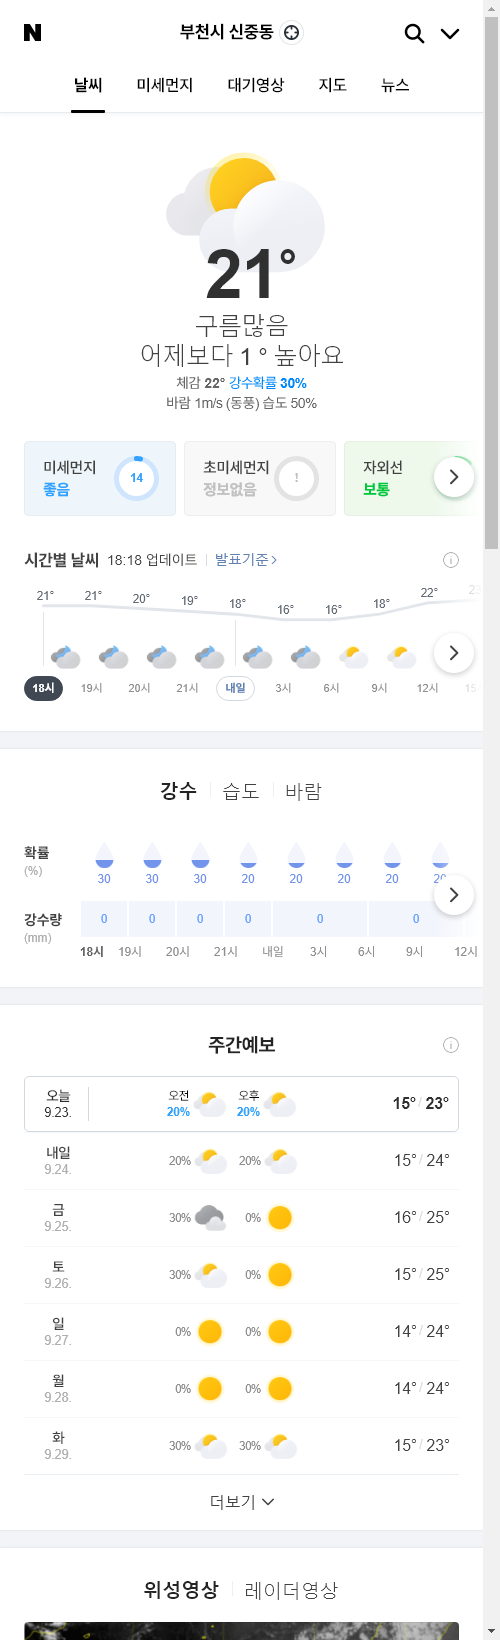 N
부천시 신중동
날씨 미세먼지 대기영상 지도 뉴스
21°
구름많음
어제보다 1 ° 높아요
체감 22° 강수확률 30%
바람 1m/s (동풍) 습도 50%
미세먼지 좋음 14
초미세먼지 정보없음 !
자외선 보통
시간별 날씨 18:18 업데이트 발표기준
21° 21° 20° 19° 18° 16° 16° 18° 22° 23
18시 19시 20시 21시 내일 3시 6시 9시 12시 15
강수 습도 바람
확률
(%)
30 30 30 20 20 20 20 20
강수량
(mm)
0 0 0 0 0 0
18시 19시 20시 21시 내일 3시 6시 9시 12시
주간예보
오늘 9.23. 오전 20% 오후 20% 15° / 23°
내일 9.24. 20% 20% 15° / 24°
금 9.25. 30% 0% 16° / 25°
토 9.26. 30% 0% 15° / 25°
일 9.27. 0% 0% 14° / 24°
월 9.28. 0% 0% 14° / 24°
화 9.29. 30% 30% 15° / 23°
더보기
위성영상 레이더영상